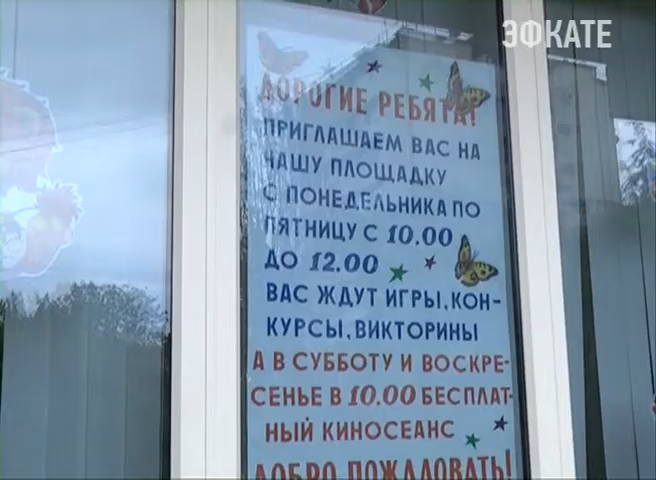 ЭФКАТЕ
ДОРОГИЕ РЕБЯТА!
ПРИГЛАШАЕМ ВАС НА
НАШУ ПЛОЩАДКУ
С ПОНЕДЕЛЬНИКА ПО
ПЯТНИЦУ С 10.00
ДО 12.00
ВАС ЖДУТ ИГРЫ, КОН-
КУРСЫ, ВИКТОРИНЫ
А В СУББОТУ И ВОСКРЕ-
СЕНЬЕ В 10.00 БЕСПЛАТ-
НЫЙ КИНОСЕАНС
ДОБРО ПОЖАЛОВАТЬ!